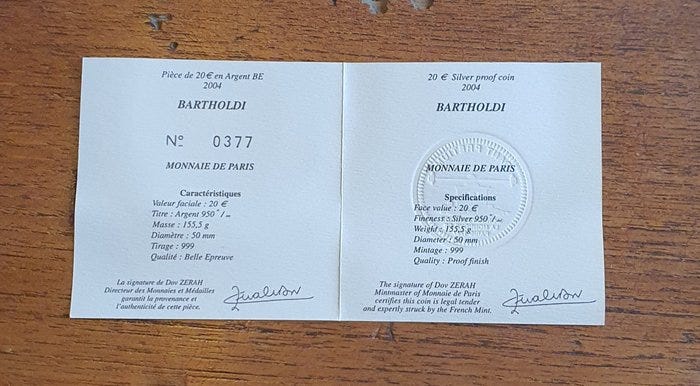 Pièce de 20 € en Argent BE
2004
BARTHOLDI
Nº 0377
MONNAIE DE PARIS
Caractéristiques
Valeur faciale : 20 €
Titre : Argent 950°/₀₀
Masse : 155,5 g
Diamètre : 50 mm
Tirage : 999
Qualité : Belle Epreuve
La signature de Dov ZERAH
Directeur des Monnaies et Médailles
garantit la provenance et
l'authenticité de cette pièce.
20 € Silver proof coin
2004
BARTHOLDI
MONNAIE DE PARIS
Specifications
Face value : 20 €
Fineness : Silver 950°/₀₀
Weight : 155,5 g
Diameter : 50 mm
Mintage : 999
Quality : Proof finish
The signature of Dov ZERAH
Mintmaster of Monnaie de Paris
certifies this coin is legal tender
and expertly struck by the French Mint.